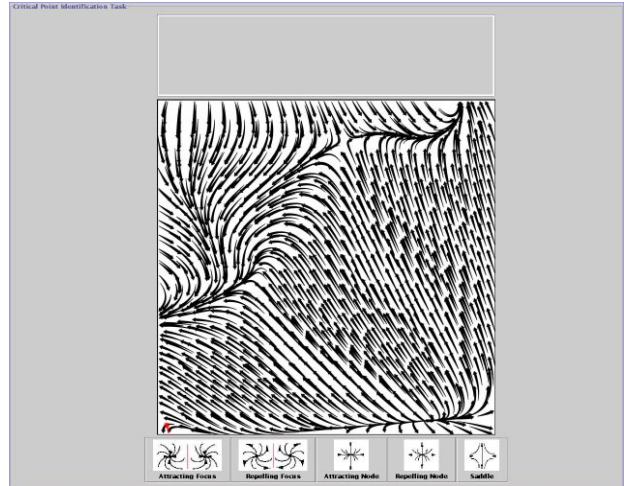 Critical Point Identification Task
Attracting Focus
Repelling Focus
Attracting Node
Repelling Node
Saddle